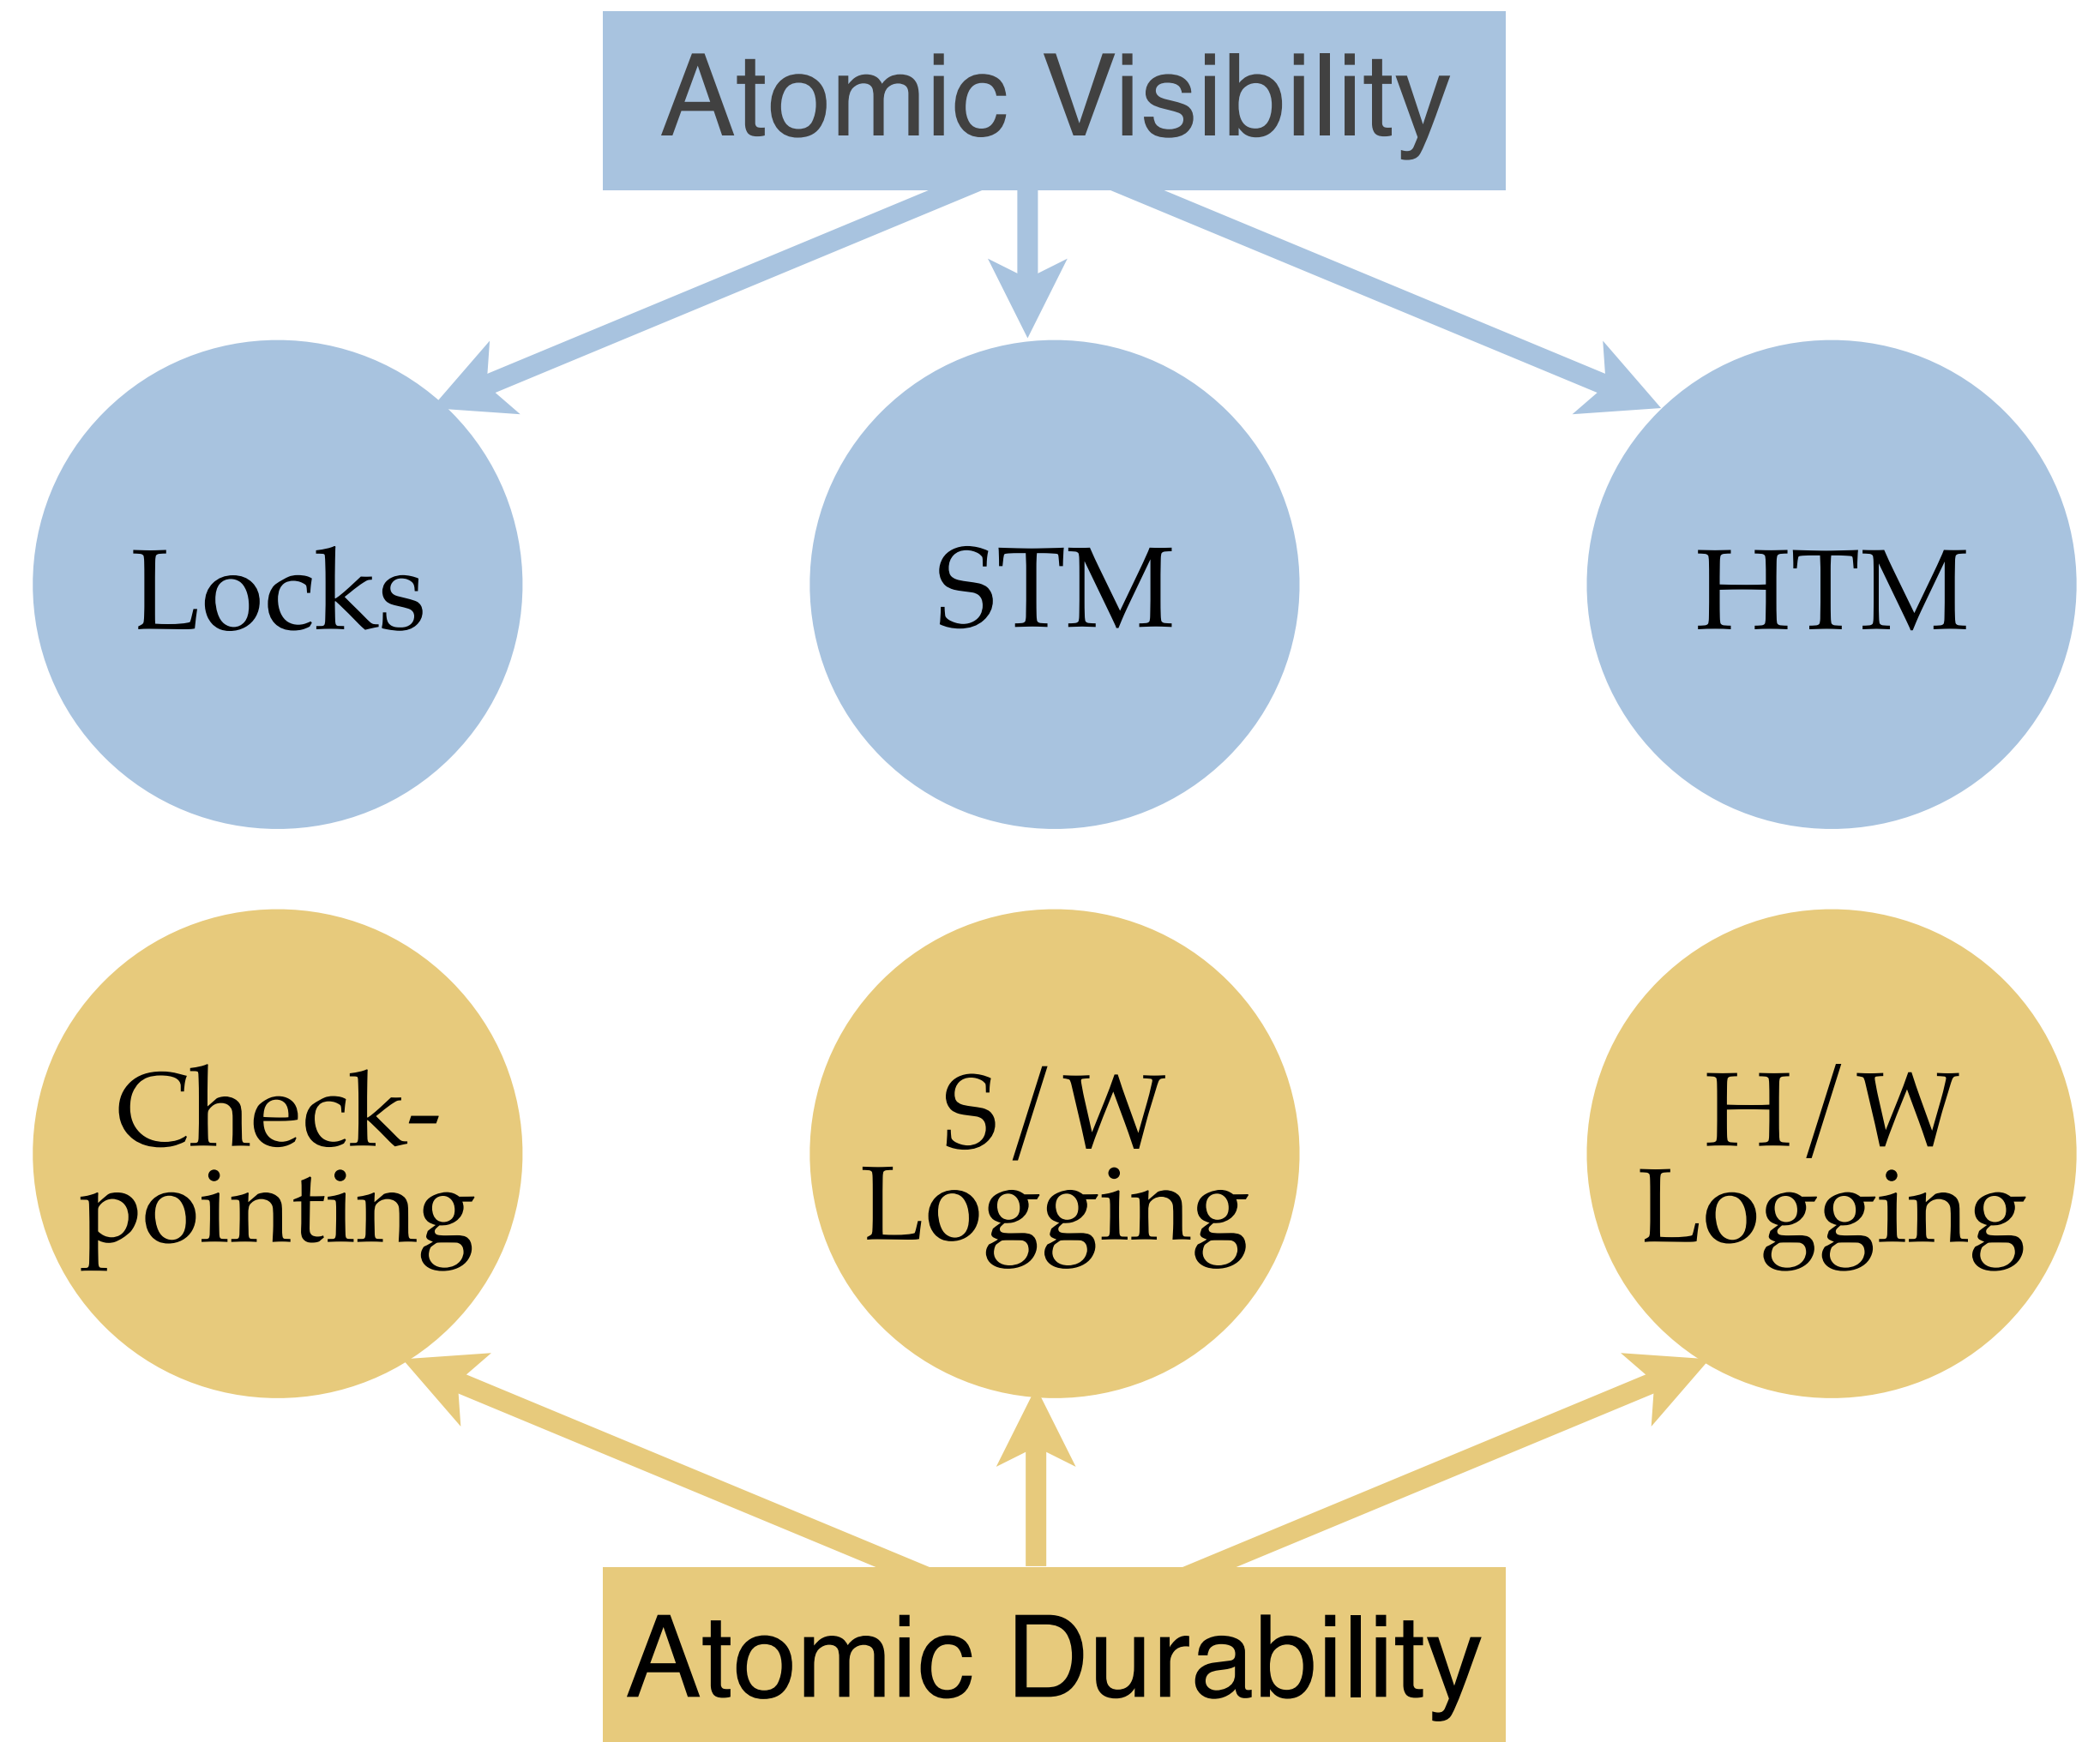 Atomic Visibility
Locks
STM
HTM
Check-
pointing
S/W
Logging
H/W
Logging
Atomic Durability